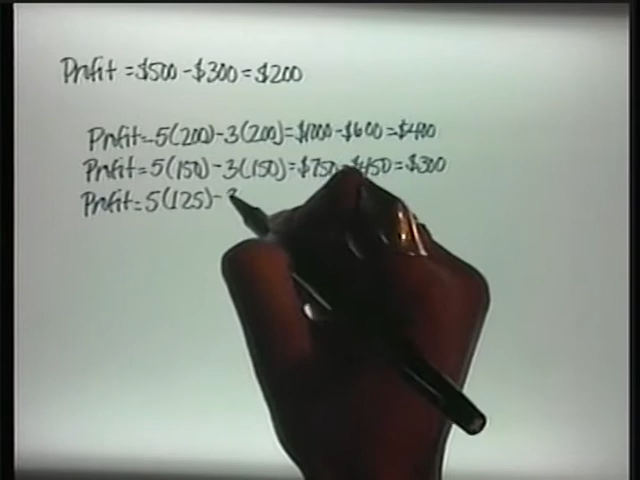 Profit = $500 - $300 = $200
Profit = 5(200) - 3(200) = $1000 - $600 = $400
Profit = 5(150) - 3(150) = $750 - $450 = $300
Profit = 5(125) - 3